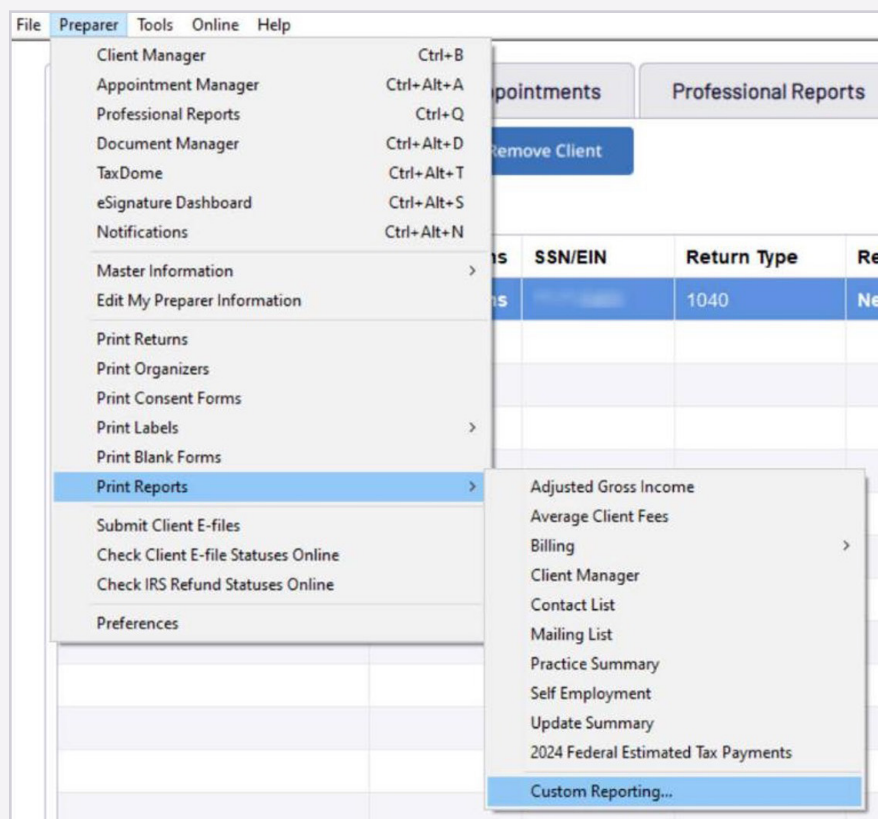 File Preparer Tools Online Help
Client Manager Ctrl+B
Appointment Manager Ctrl+Alt+A
Professional Reports Ctrl+Q
Document Manager Ctrl+Alt+D
TaxDome Ctrl+Alt+T
eSignature Dashboard Ctrl+Alt+S
Notifications Ctrl+Alt+N
Master Information
Edit My Preparer Information
Print Returns
Print Organizers
Print Consent Forms
Print Labels
Print Blank Forms
Print Reports
Submit Client E-files
Check Client E-file Statuses Online
Check IRS Refund Statuses Online
Preferences
Professional Reports
Remove Client
SSN/EIN Return Type
1040
Adjusted Gross Income
Average Client Fees
Billing
Client Manager
Contact List
Mailing List
Practice Summary
Self Employment
Update Summary
2024 Federal Estimated Tax Payments
Custom Reporting...